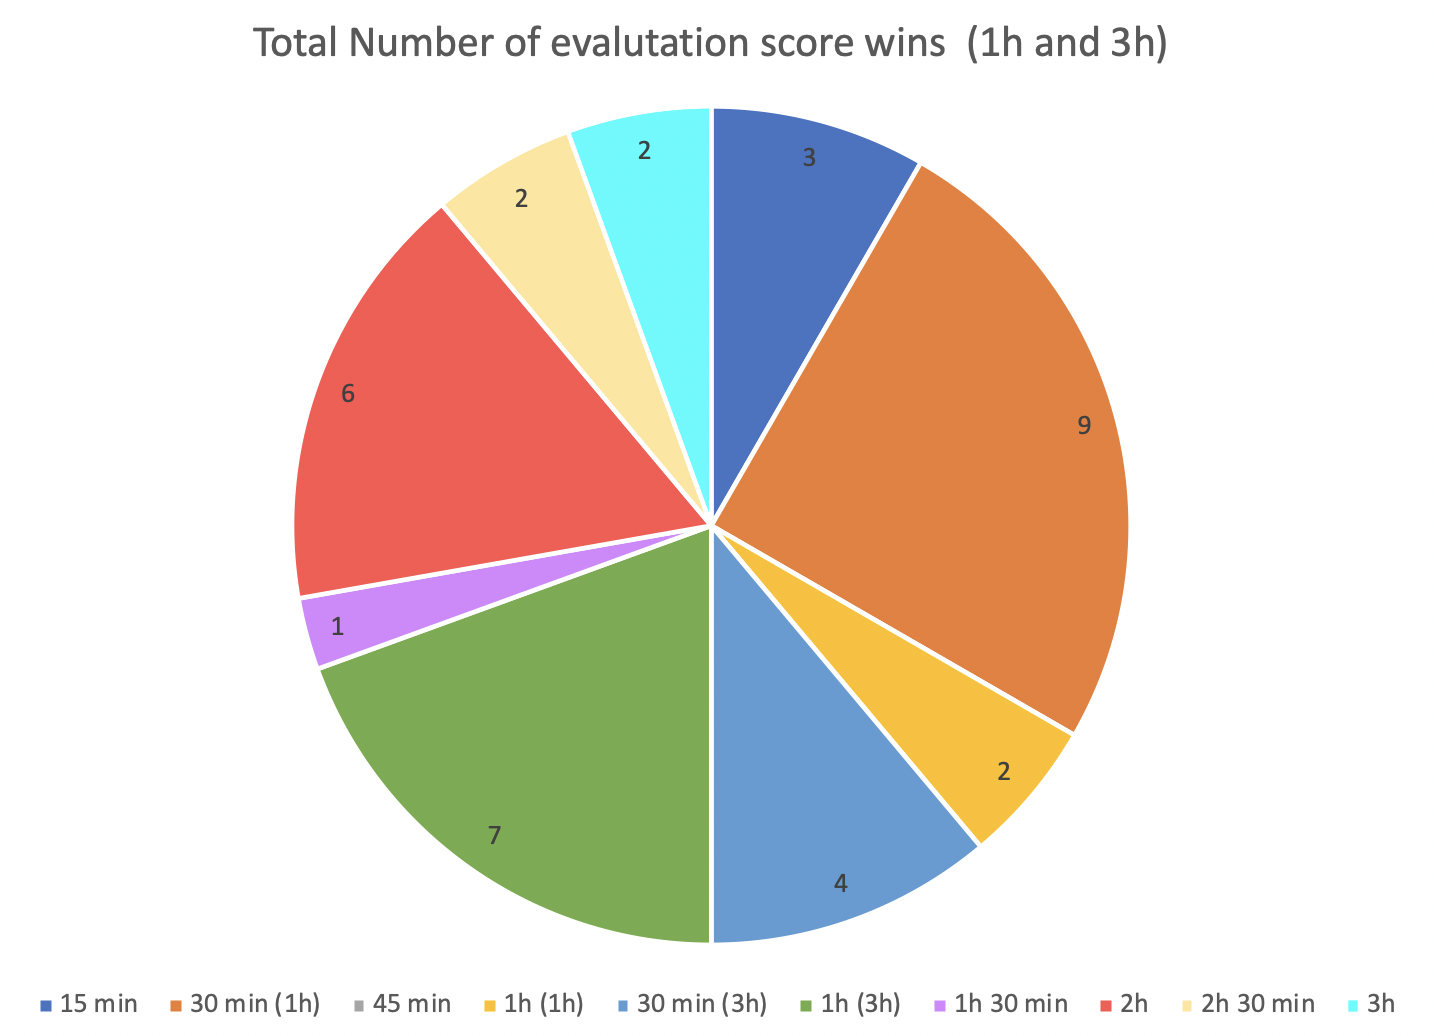 Total Number of evalutation score wins  (1h and 3h)
2
3
2
6
9
1
2
7
4
15 min
30 min (1h)
45 min
1h (1h)
30 min (3h)
1h (3h)
1h 30 min
2h
2h 30 min
3h